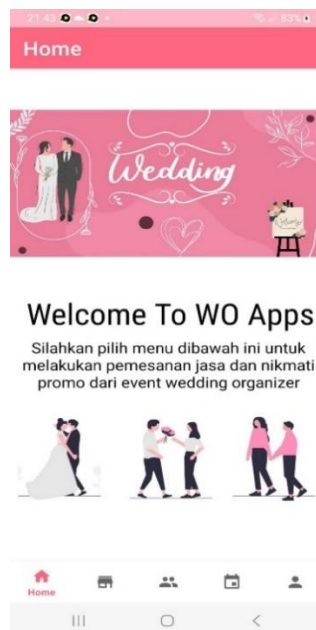 21.43
83%
Home
Wedding
Welcome To WO Apps
Silahkan pilih menu dibawah ini untuk
melakukan pemesanan jasa dan nikmati
promo dari event wedding organizer
Home